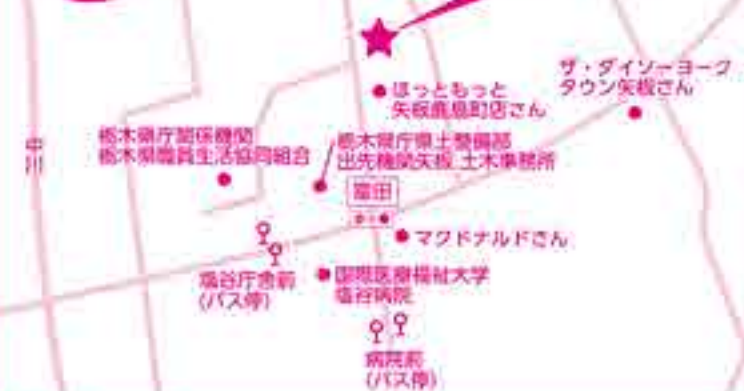 ザ・ダイソーヨーク
タウン矢板さん
ほっともっと
矢板鹿島町店さん
栃木県庁関係機関
栃木県職員生活協同組合
栃木県庁県土整備部
出先機関矢板 土木事務所
中
川
富田
マクドナルドさん
塩谷庁舎前
(バス停)
国際医療福祉大学
塩谷病院
病院前
(バス停)